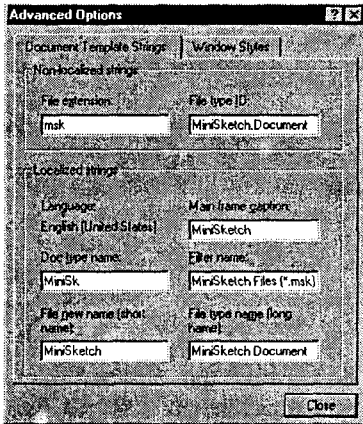 Advanced Options
Document Template Strings Window Styles
Non-localized strings
File extension: File type ID:
msk MiniSketch.Document
Localized strings
Language: Main frame caption:
English [United States] MiniSketch
Doc type name: Filter name:
MiniSk MiniSketch Files (*.msk)
File new name (short name): File type name (long name):
MiniSketch MiniSketch Document
Close